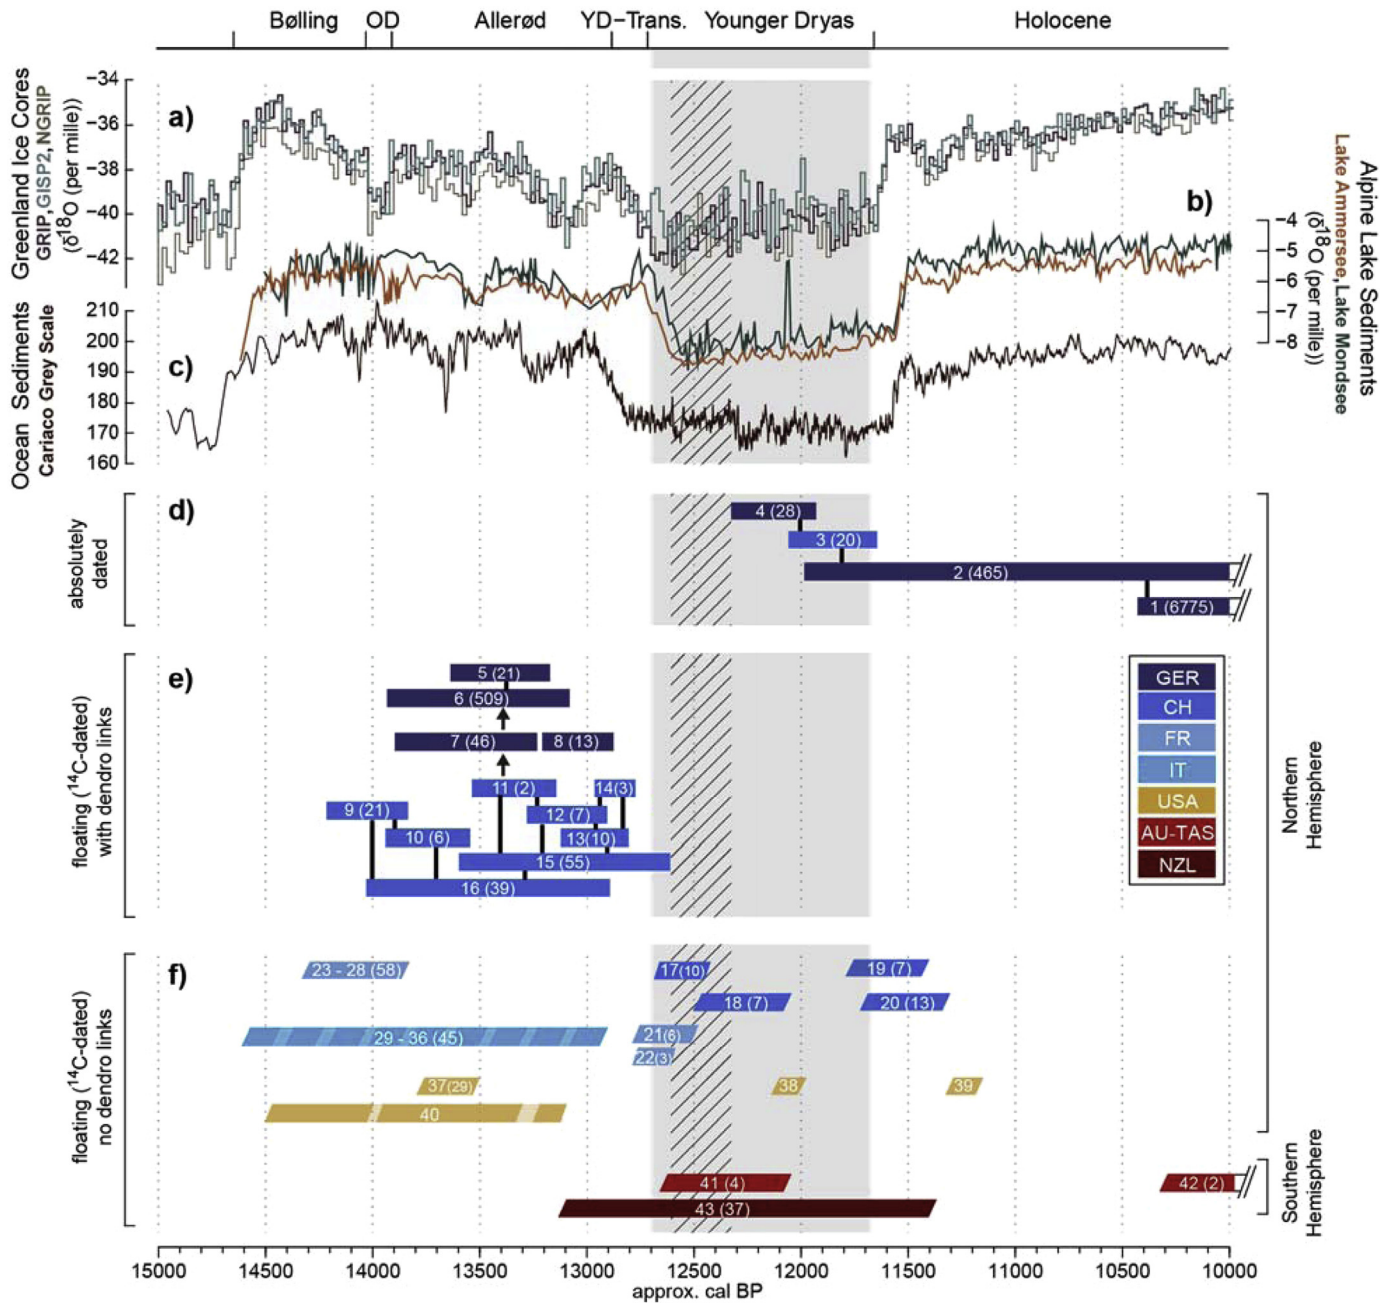 Bølling OD Allerød YD–Trans. Younger Dryas Holocene
a)
Greenland Ice Cores
GRIP,GISP2,NGRIP
(δ18O (per mille))
−34
−36
−38
−40
−42
b)
−4
−5
−6
−7
−8
(δ18O (per mille))
Lake Ammersee, Lake Mondsee
Alpine Lake Sediments
c)
Ocean Sediments
Cariaco Grey Scale
210
200
190
180
170
160
d)
absolutely
dated
4 (28)
3 (20)
2 (465)
1 (6775)
e)
floating (14C-dated)
with dendro links
5 (21)
6 (509)
7 (46) 8 (13)
11 (2) 14(3)
9 (21) 12 (7)
10 (6) 13(10)
15 (55)
16 (39)
GER
CH
FR
IT
USA
AU-TAS
NZL
Northern
Hemisphere
f)
floating (14C-dated)
no dendro links
23 - 28 (58) 17(10) 19 (7)
18 (7) 20 (13)
29 - 36 (45) 21(6)
22(3)
37(29) 38 39
40
41 (4) 42 (2)
43 (37)
Southern
Hemisphere
15000 14500 14000 13500 13000 12500 12000 11500 11000 10500 10000
approx. cal BP